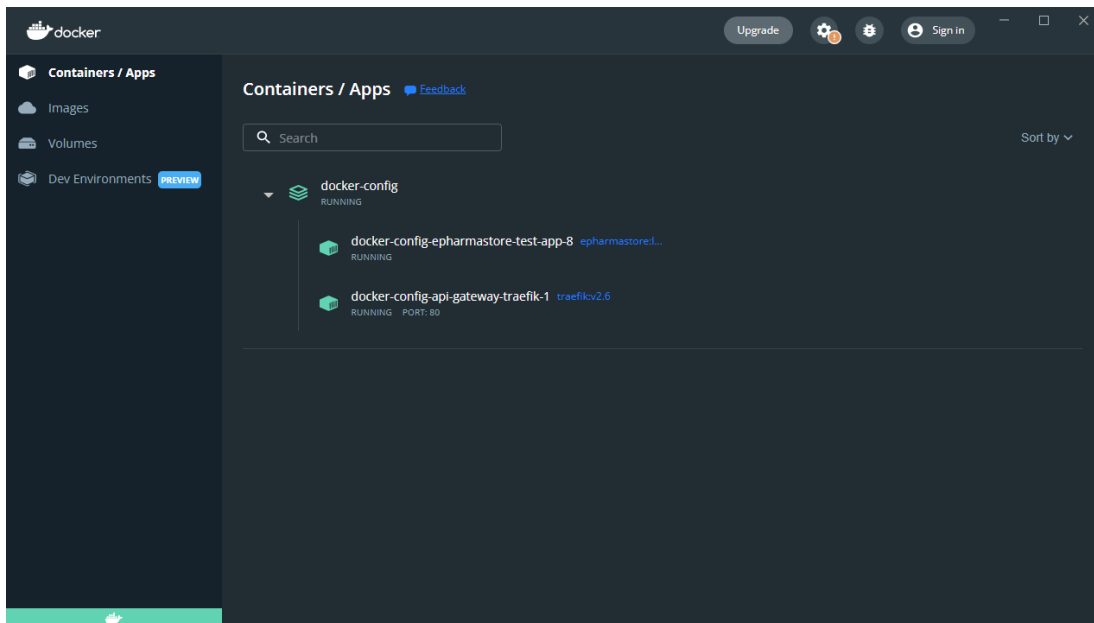 docker
Upgrade
Sign in
Containers / Apps
Images
Volumes
Dev Environments PREVIEW
Containers / Apps Feedback
Search
Sort by
docker-config
RUNNING
docker-config-epharmastore-test-app-8 epharmastore:l...
RUNNING
docker-config-api-gateway-traefik-1 traefik:v2.6
RUNNING PORT: 80